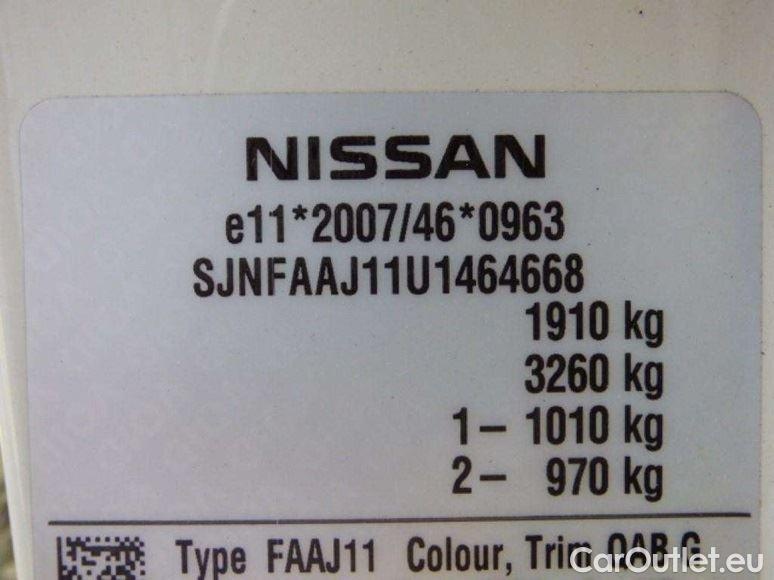 NISSAN
e11*2007/46*0963
SJNFAAJ11U1464668
1910 kg
3260 kg
1– 1010 kg
2– 970 kg
Type FAAJ11 Colour, Trim QAB G
CarOutlet.eu